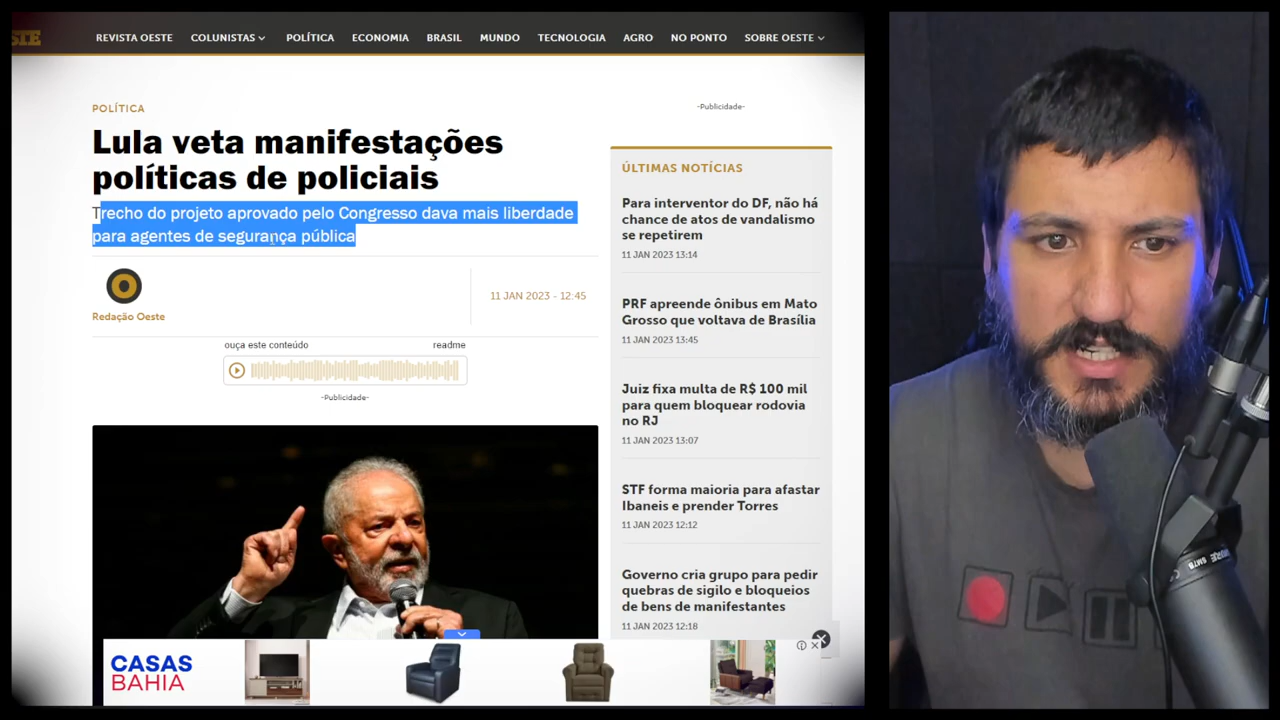 STE
REVISTA OESTE
COLUNISTAS
POLÍTICA
ECONOMIA
BRASIL
MUNDO
TECNOLOGIA
AGRO
NO PONTO
SOBRE OESTE
POLÍTICA
Lula veta manifestações
políticas de policiais
Trecho do projeto aprovado pelo Congresso dava mais liberdade
para agentes de segurança pública
Redação Oeste
11 JAN 2023 - 12:45
ouça este conteúdo
readme
-Publicidade-
-Publicidade-
ÚLTIMAS NOTÍCIAS
Para interventor do DF, não há
chance de atos de vandalismo
se repetirem
11 JAN 2023 13:14
PRF apreende ônibus em Mato
Grosso que voltava de Brasília
11 JAN 2023 13:45
Juiz fixa multa de R$ 100 mil
para quem bloquear rodovia
no RJ
11 JAN 2023 13:07
STF forma maioria para afastar
Ibaneis e prender Torres
11 JAN 2023 12:12
Governo cria grupo para pedir
quebras de sigilo e bloqueios
de bens de manifestantes
11 JAN 2023 12:18
CASAS
BAHIA
SHURE SM7B